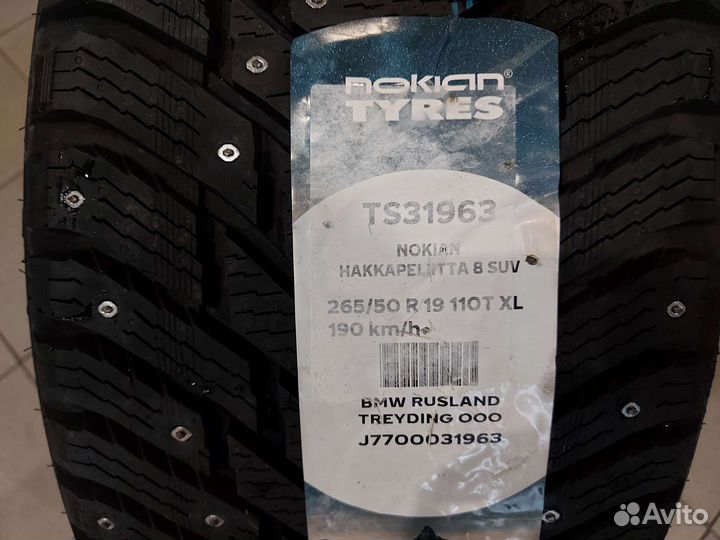 nokian®
TYRES
TS31963
NOKIAN
HAKKAPELIITTA 8 SUV
265/50 R 19 110T XL
190 km/h
BMW RUSLAND
TREYDING OOO
J7700031963
Avito